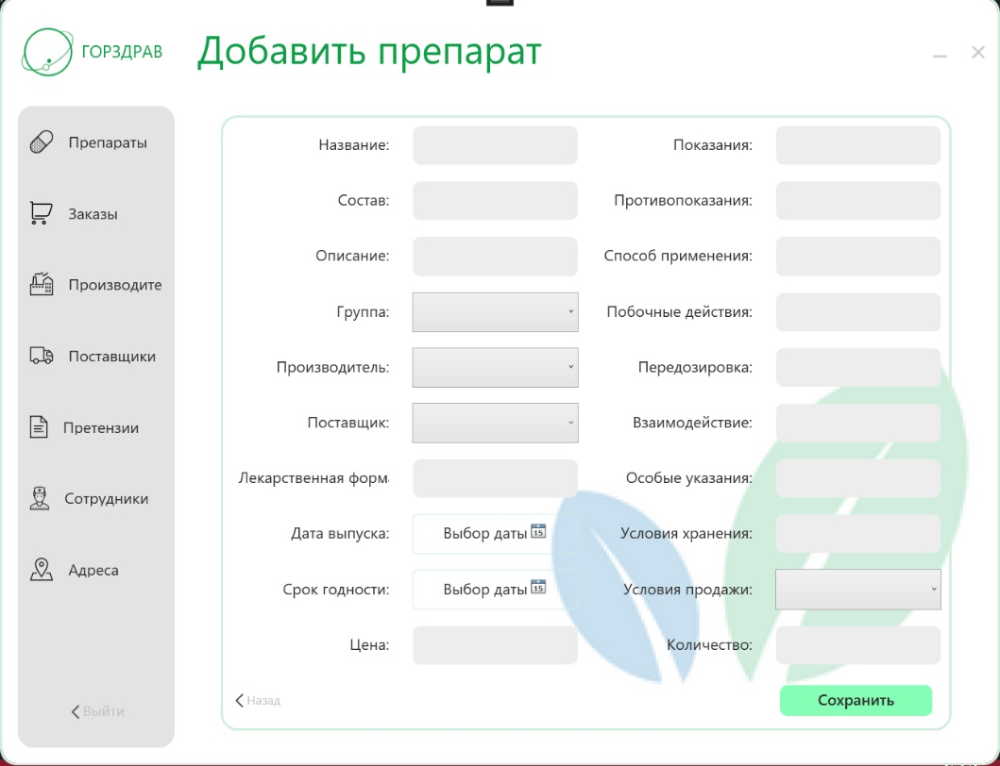 ГОРЗДРАВ
Добавить препарат
Препараты
Заказы
Производите
Поставщики
Претензии
Сотрудники
Адреса
Выйти
Название:
Показания:
Состав:
Противопоказания:
Описание:
Способ применения:
Группа:
Побочные действия:
Производитель:
Передозировка:
Поставщик:
Взаимодействие:
Лекарственная форм
Особые указания:
Дата выпуска:
Выбор даты 15
Условия хранения:
Срок годности:
Выбор даты 15
Условия продажи:
Цена:
Количество:
Назад
Сохранить